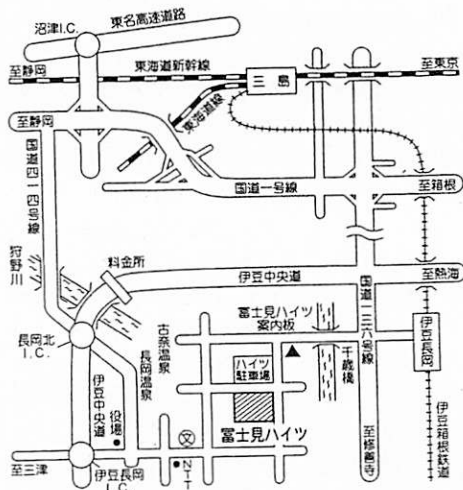 沼津I.C.
東名高速道路
至静岡
東海道新幹線
三島
至東京
東海道線
至静岡
国道四一四号線
国道一号線
至箱根
狩野川
料金所
伊豆中央道
至熱海
国道一三六号線
富士見ハイツ
案内板
古奈温泉
長岡北
I.C.
長岡温泉
ハイツ
駐車場
千歳橋
伊豆長岡
伊豆中央道
役場
文
富士見ハイツ
至修善寺
伊豆箱根鉄道
至三津
伊豆長岡
I.C.
NTT